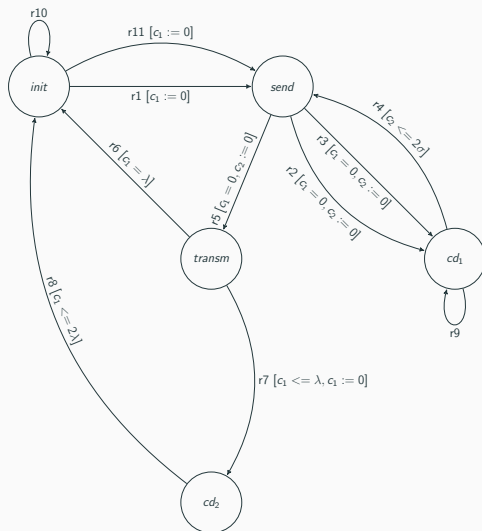 r10
r11 [c₁ := 0]
init
r1 [c₁ := 0]
send
r4 [c₂ <= 2σ]
r6 [c₁ = λ]
r5 [c₁ = 0, c₂ := 0]
r3 [c₁ = 0, c₂ := 0]
r2 [c₁ = 0, c₂ := 0]
transm
cd₁
r8 [c₁ <= 2λ]
r9
r7 [c₁ <= λ, c₁ := 0]
cd₂